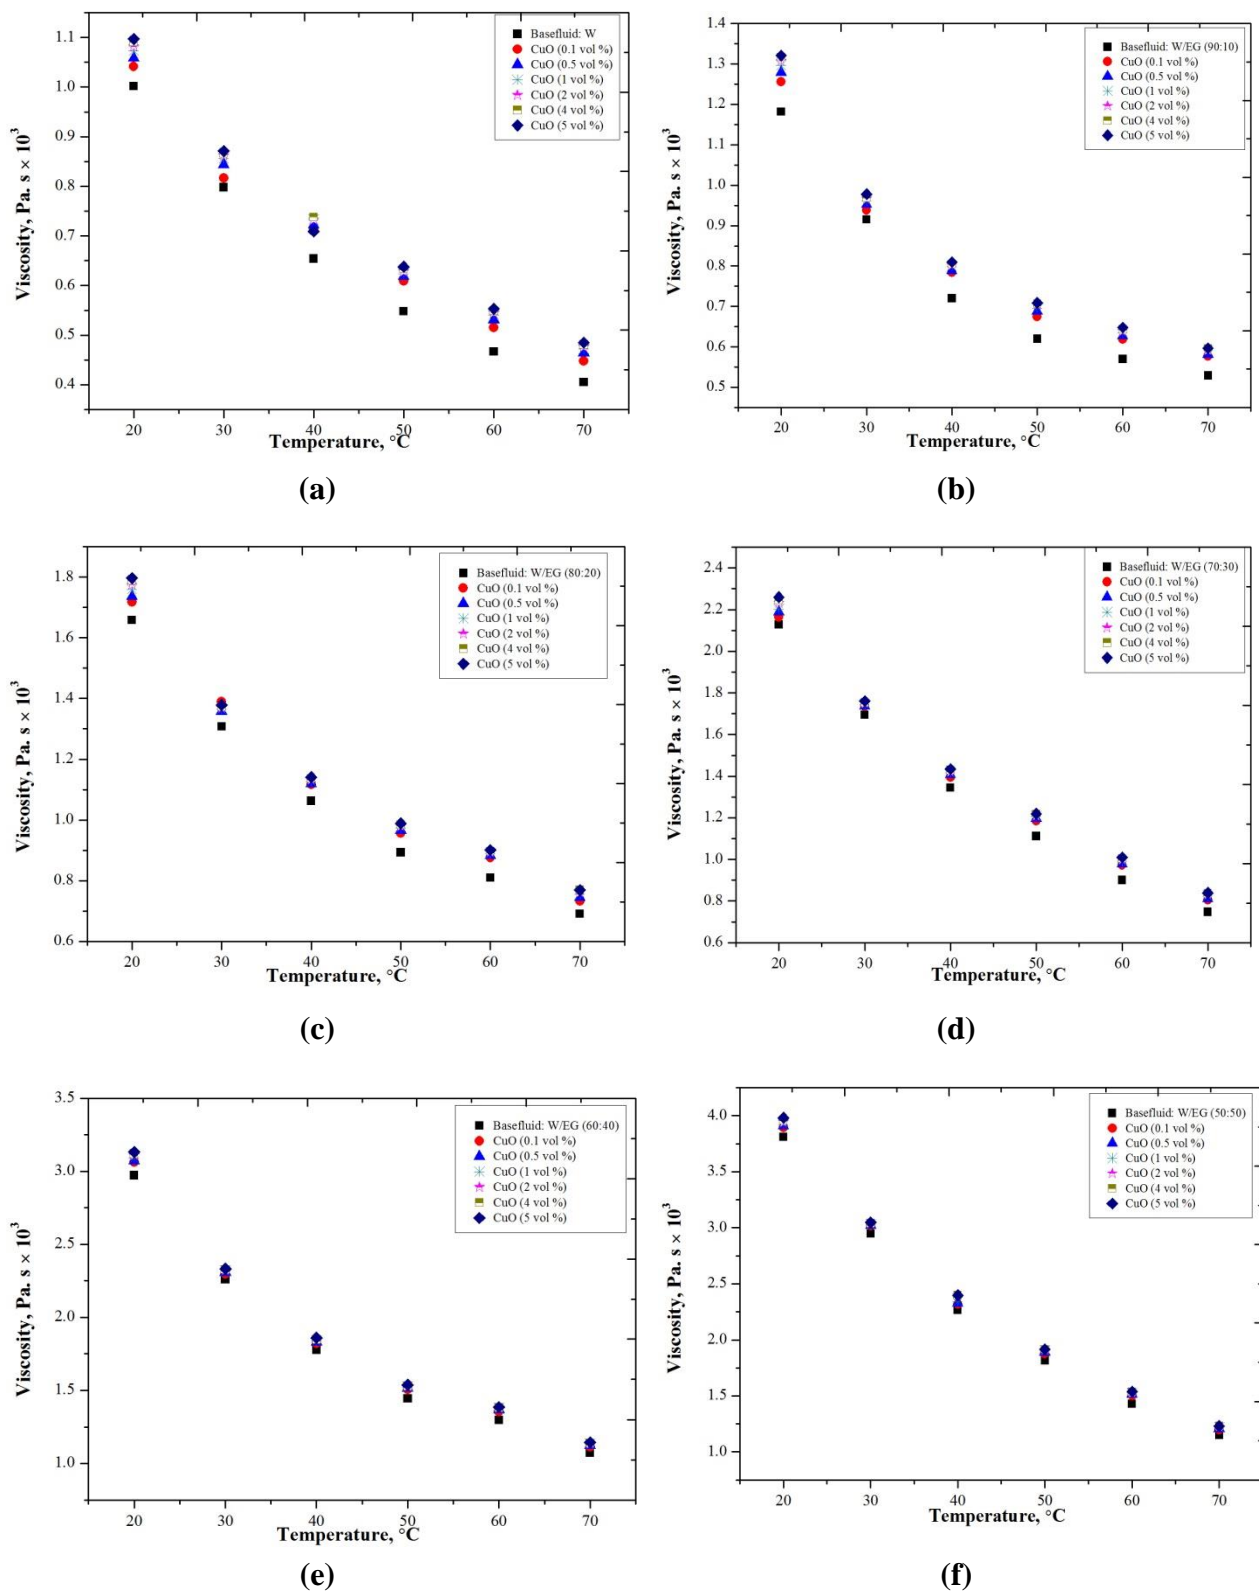 Viscosity, Pa. s × 10³
1.1
1.0
0.9
0.8
0.7
0.6
0.5
0.4
20 30 40 50 60 70
Temperature, °C
Basefluid: W
CuO (0.1 vol %)
CuO (0.5 vol %)
CuO (1 vol %)
CuO (2 vol %)
CuO (4 vol %)
CuO (5 vol %)
(a)
Viscosity, Pa. s × 10³
1.4
1.3
1.2
1.3
1.0
0.9
0.8
0.7
0.6
0.5
20 30 40 50 60 70
Temperature, °C
Basefluid: W/EG (90:10)
CuO (0.1 vol %)
CuO (0.5 vol %)
CuO (1 vol %)
CuO (2 vol %)
CuO (4 vol %)
CuO (5 vol %)
(b)
Viscosity, Pa. s × 10³
1.8
1.6
1.4
1.2
1.0
0.8
0.6
20 30 40 50 60 70
Temperature, °C
Basefluid: W/EG (80:20)
CuO (0.1 vol %)
CuO (0.5 vol %)
CuO (1 vol %)
CuO (2 vol %)
CuO (4 vol %)
CuO (5 vol %)
(c)
Viscosity, Pa. s × 10³
2.4
2.2
2.0
1.8
1.6
1.4
1.2
1.0
0.8
0.6
20 30 40 50 60 70
Temperature, °C
Basefluid: W/EG (70:30)
CuO (0.1 vol %)
CuO (0.5 vol %)
CuO (1 vol %)
CuO (2 vol %)
CuO (4 vol %)
CuO (5 vol %)
(d)
Viscosity, Pa. s × 10³
3.5
3.0
2.5
2.0
1.5
1.0
20 30 40 50 60 70
Temperature, °C
Basefluid: W/EG (60:40)
CuO (0.1 vol %)
CuO (0.5 vol %)
CuO (1 vol %)
CuO (2 vol %)
CuO (4 vol %)
CuO (5 vol %)
(e)
Viscosity, Pa. s × 10³
4.0
3.5
3.0
2.5
2.0
1.5
1.0
20 30 40 50 60 70
Temperature, °C
Basefluid: W/EG (50:50)
CuO (0.1 vol %)
CuO (0.5 vol %)
CuO (1 vol %)
CuO (2 vol %)
CuO (4 vol %)
CuO (5 vol %)
(f)